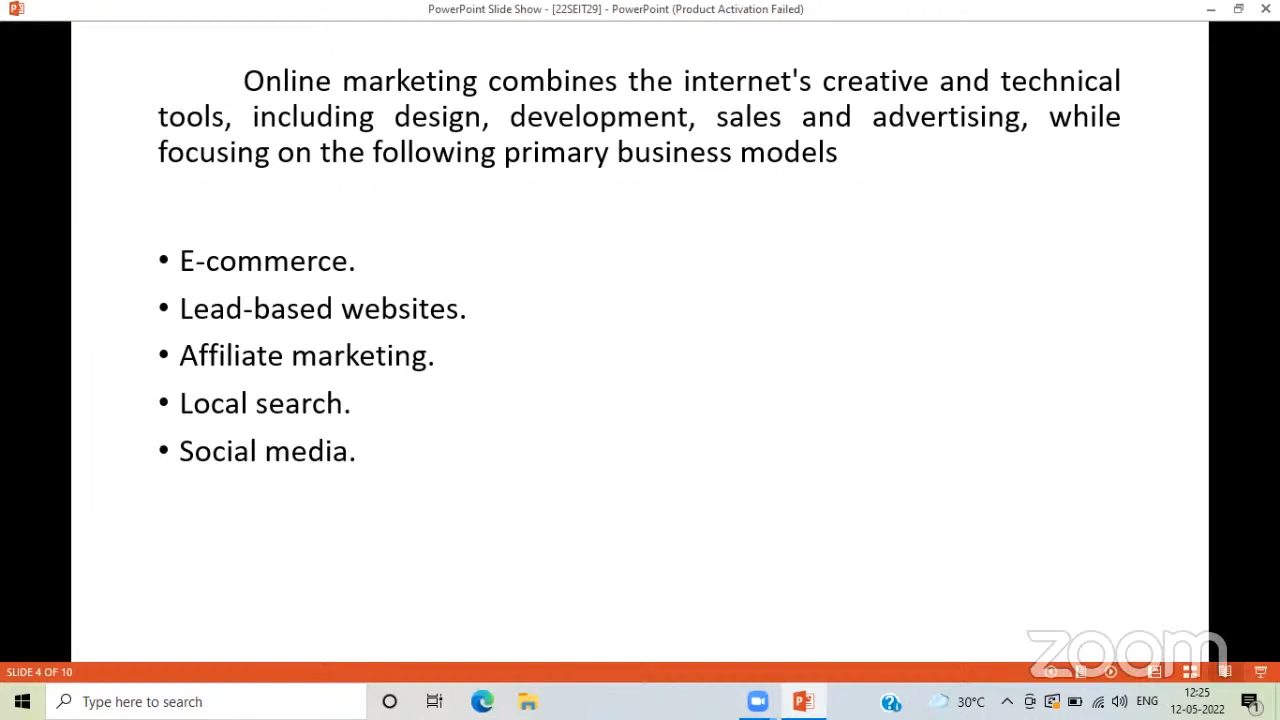 PowerPoint Slide Show - [22SEIT29] - PowerPoint (Product Activation Failed)
Online marketing combines the internet's creative and technical
tools, including design, development, sales and advertising, while
focusing on the following primary business models
• E-commerce.
• Lead-based websites.
• Affiliate marketing.
• Local search.
• Social media.
zoom
SLIDE 4 OF 10
Type here to search
30°C
ENG
12:25
12-05-2022